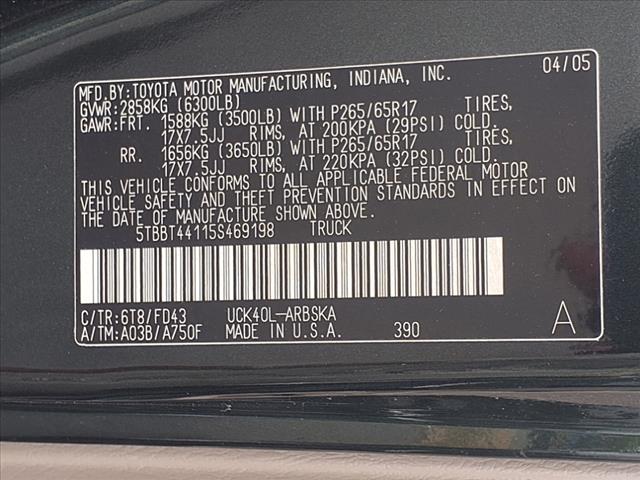 MFD.BY:TOYOTA MOTOR MANUFACTURING, INDIANA, INC. 04/05
GVWR:2858KG (6300LB)
GAWR:FRT. 1588KG (3500LB) WITH P265/65R17 TIRES,
17X7.5JJ RIMS, AT 200KPA (29PSI) COLD.
RR. 1656KG (3650LB) WITH P265/65R17 TIRES,
17X7.5JJ RIMS, AT 220KPA (32PSI) COLD.
THIS VEHICLE CONFORMS TO ALL APPLICABLE FEDERAL MOTOR
VEHICLE SAFETY AND THEFT PREVENTION STANDARDS IN EFFECT ON
THE DATE OF MANUFACTURE SHOWN ABOVE.
5TBBT44115S469198 TRUCK
C/TR:6T8/FD43 UCK40L-ARBSKA
A/TM:A03B/A750F MADE IN U.S.A. 390 A